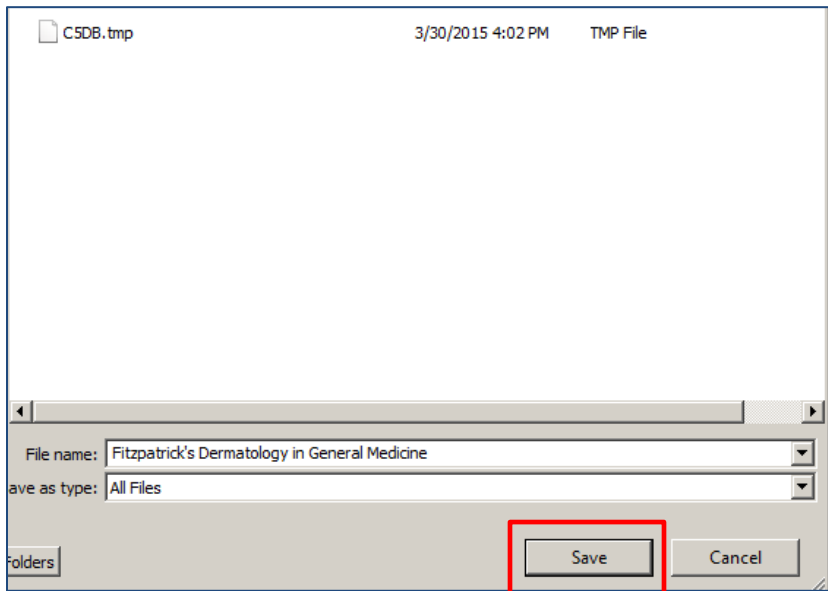 C5DB.tmp 3/30/2015 4:02 PM TMP File
File name: Fitzpatrick's Dermatology in General Medicine
ave as type: All Files
Folders Save Cancel